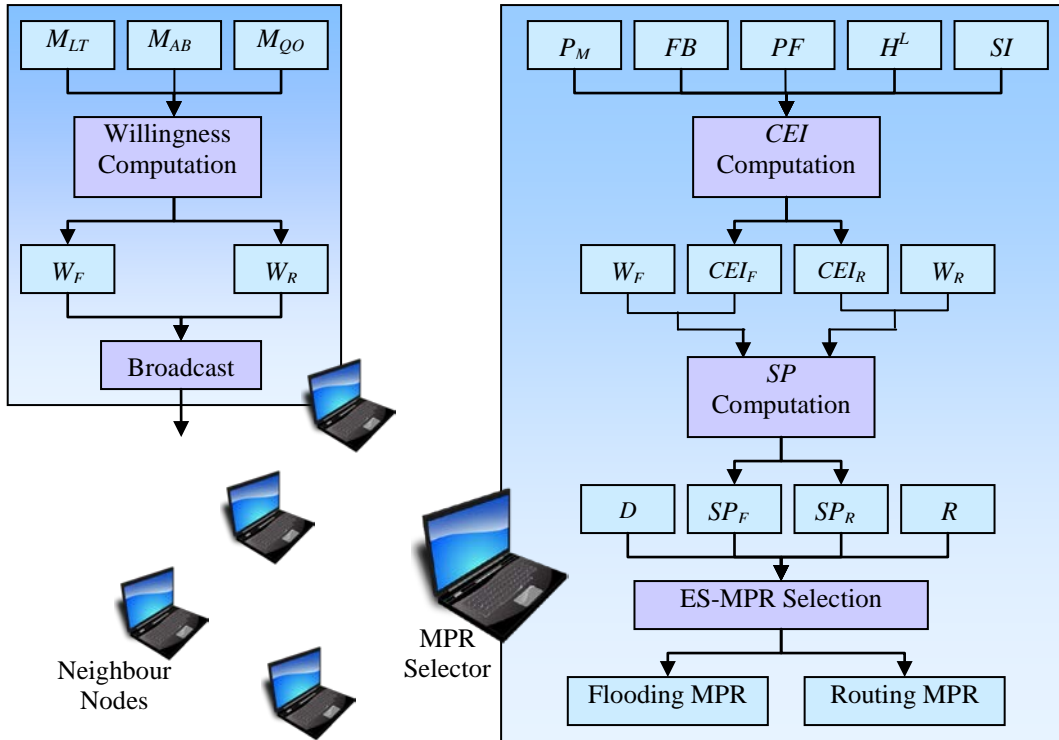 M_LT M_AB M_QO
Willingness
Computation
W_F W_R
Broadcast
Neighbour
Nodes
MPR
Selector
P_M FB PF H^L SI
CEI
Computation
W_F CEI_F CEI_R W_R
SP
Computation
D SP_F SP_R R
ES-MPR Selection
Flooding MPR Routing MPR